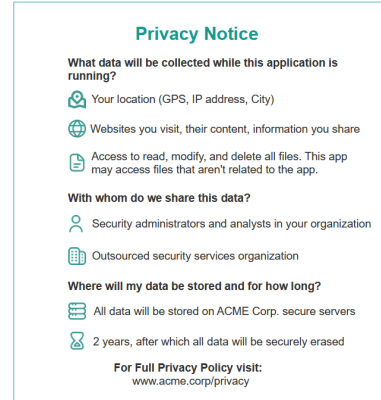 Privacy Notice
What data will be collected while this application is
running?
Your location (GPS, IP address, City)
Websites you visit, their content, information you share
Access to read, modify, and delete all files. This app
may access files that aren't related to the app.
With whom do we share this data?
Security administrators and analysts in your organization
Outsourced security services organization
Where will my data be stored and for how long?
All data will be stored on ACME Corp. secure servers
2 years, after which all data will be securely erased
For Full Privacy Policy visit:
www.acme.corp/privacy